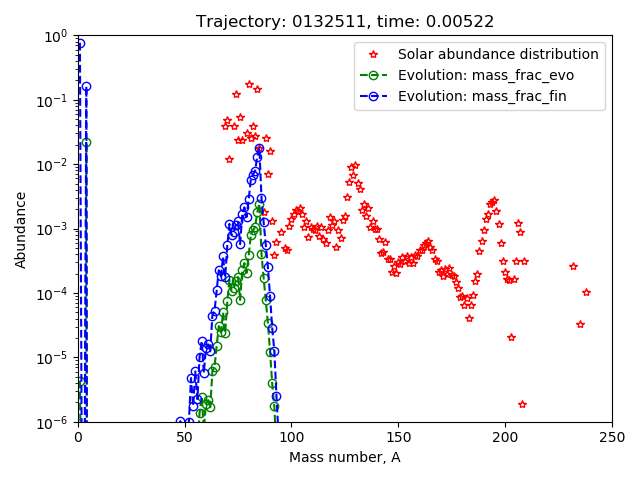 Trajectory: 0132511, time: 0.00522
Solar abundance distribution
Evolution: mass_frac_evo
Evolution: mass_frac_fin
Abundance
10^0
10^-1
10^-2
10^-3
10^-4
10^-5
10^-6
0 50 100 150 200 250
Mass number, A